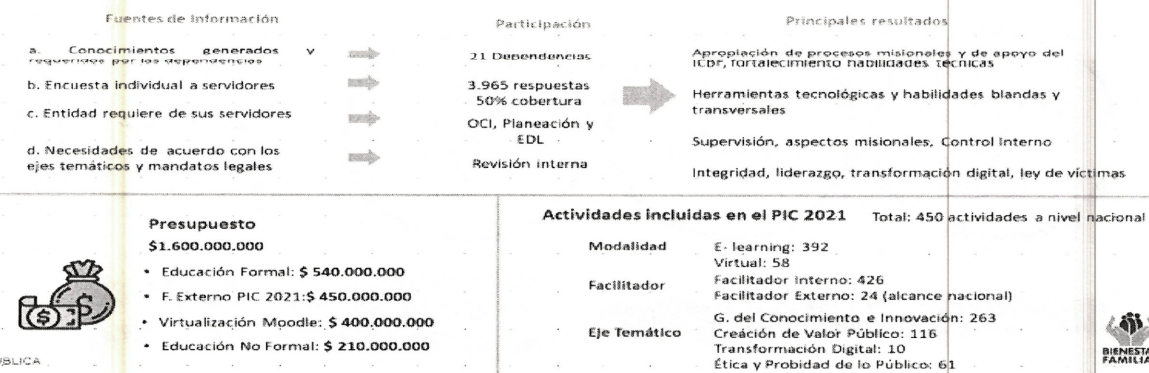 Fuentes de Información
Participación
Principales resultados
a. Conocimientos generados y
requeridos por las dependencias
21 Dependencias
Apropiación de procesos misionales y de apoyo del
ICBF, fortalecimiento habilidades técnicas
b. Encuesta individual a servidores
3.965 respuestas
50% cobertura
Herramientas tecnológicas y habilidades blandas y
transversales
c. Entidad requiere de sus servidores
OCI, Planeación y
EDL
Supervisión, aspectos misionales, Control Interno
d. Necesidades de acuerdo con los
ejes temáticos y mandatos legales
Revisión interna
Integridad, liderazgo, transformación digital, ley de víctimas
Presupuesto
$1.600.000.000
• Educación Formal: $ 540.000.000
• F. Externo PIC 2021:$ 450.000.000
• Virtualización Moodle: $ 400.000.000
• Educación No Formal: $ 210.000.000
Actividades incluidas en el PIC 2021 Total: 450 actividades a nivel nacional
Modalidad
E- learning: 392
Virtual: 58
Facilitador
Facilitador Interno: 426
Facilitador Externo: 24 (alcance nacional)
Eje Temático
G. del Conocimiento e Innovación: 263
Creación de Valor Público: 116
Transformación Digital: 10
Ética y Probidad de lo Público: 61